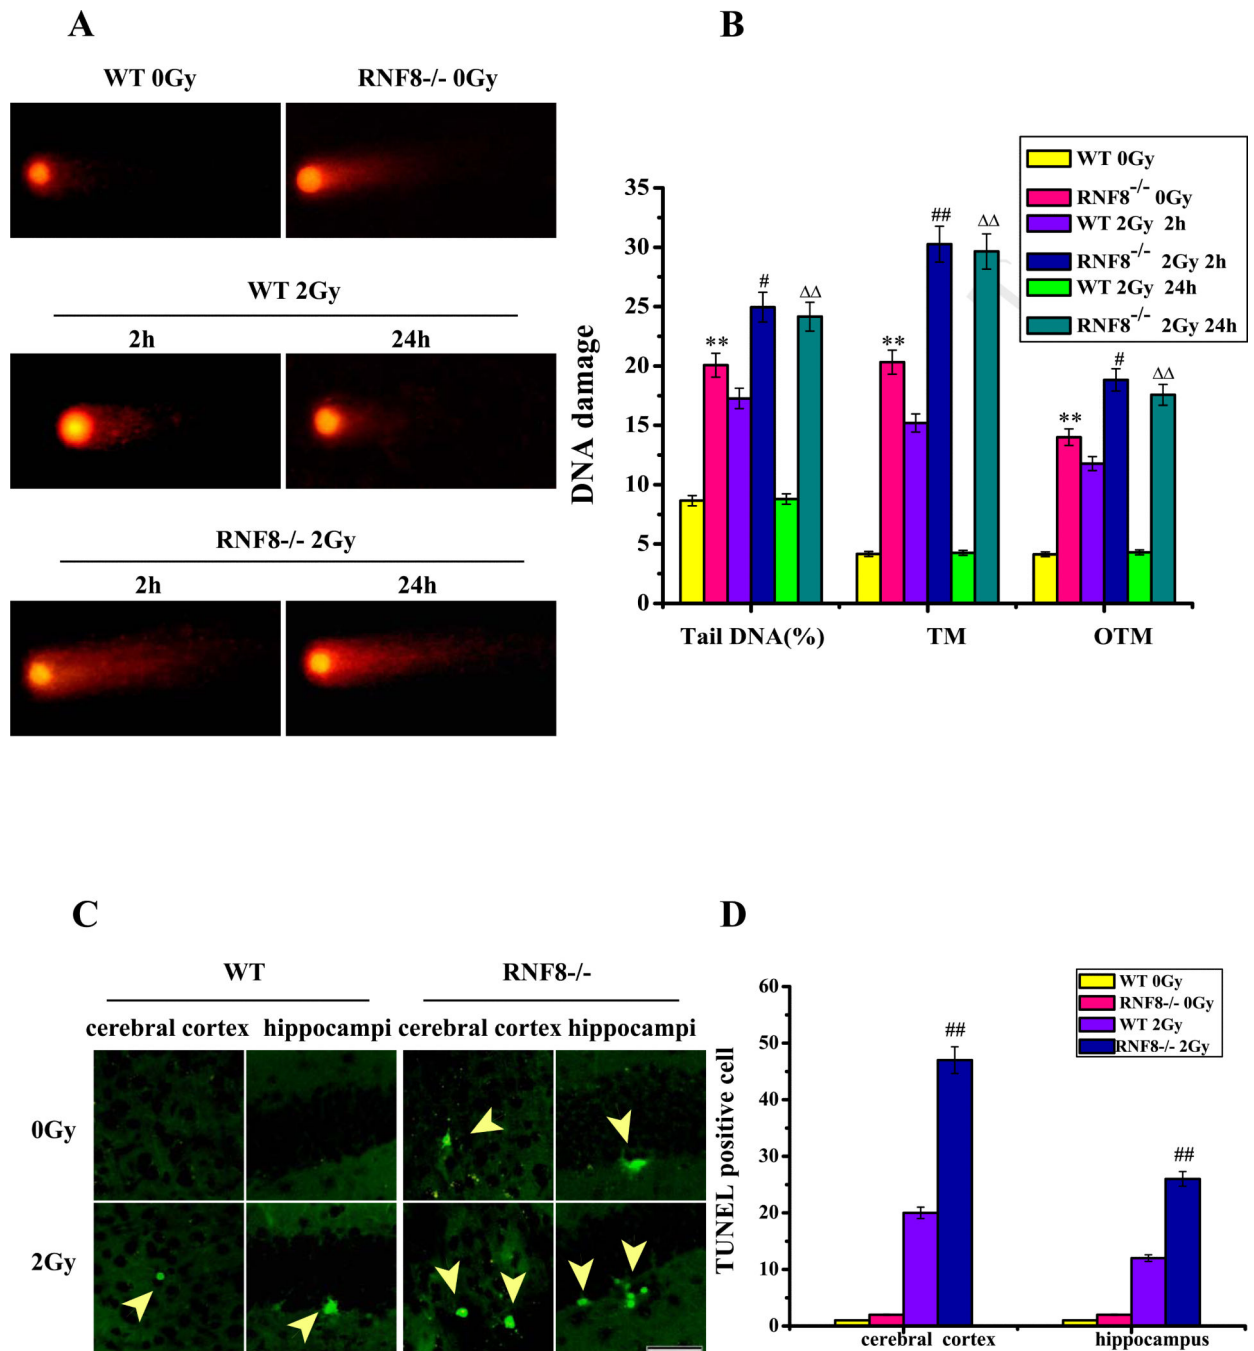 A
WT 0Gy RNF8-/- 0Gy
WT 2Gy
2h 24h
RNF8-/- 2Gy
2h 24h
B
WT 0Gy
RNF8-/- 0Gy
WT 2Gy 2h
RNF8-/- 2Gy 2h
WT 2Gy 24h
RNF8-/- 2Gy 24h
DNA damage
35
30
25
20
15
10
5
0
** # ΔΔ
** ## ΔΔ
** # ΔΔ
Tail DNA(%) TM OTM
C
WT RNF8-/-
cerebral cortex hippocampi cerebral cortex hippocampi
0Gy
2Gy
D
WT 0Gy
RNF8-/- 0Gy
WT 2Gy
RNF8-/- 2Gy
TUNEL positive cell
60
50
40
30
20
10
0
##
##
cerebral cortex hippocampus